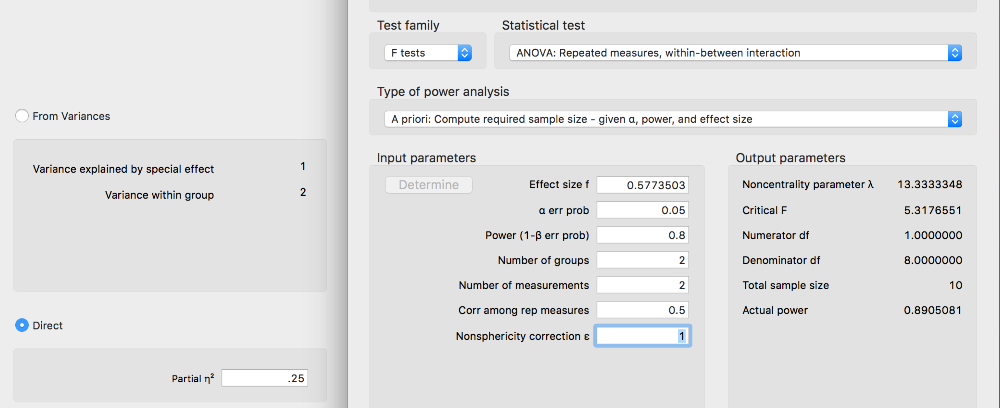 From Variances
Variance explained by special effect 1
Variance within group 2
Direct
Partial η² .25
Test family
F tests
Statistical test
ANOVA: Repeated measures, within-between interaction
Type of power analysis
A priori: Compute required sample size - given α, power, and effect size
Input parameters
Determine
Effect size f 0.5773503
α err prob 0.05
Power (1-β err prob) 0.8
Number of groups 2
Number of measurements 2
Corr among rep measures 0.5
Nonsphericity correction ε 1
Output parameters
Noncentrality parameter λ 13.3333348
Critical F 5.3176551
Numerator df 1.0000000
Denominator df 8.0000000
Total sample size 10
Actual power 0.8905081